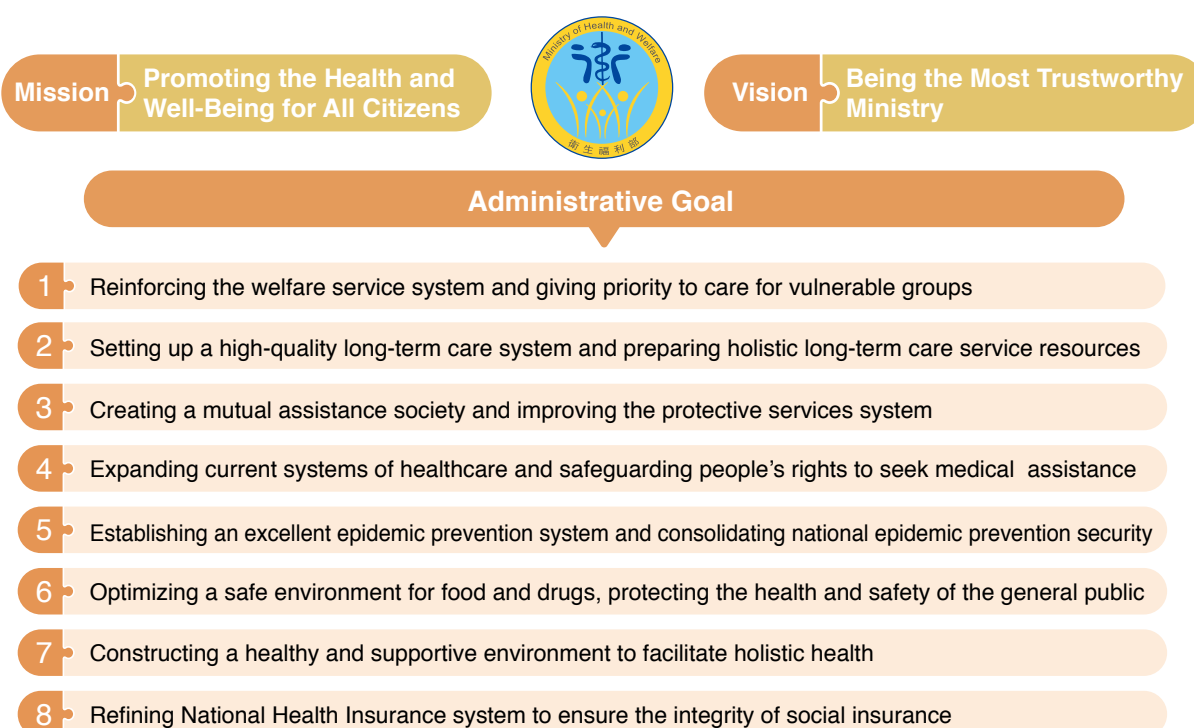 Mission
Promoting the Health and
Well-Being for All Citizens
Ministry of Health and Welfare
衛生福利部
Vision
Being the Most Trustworthy
Ministry
Administrative Goal
1 Reinforcing the welfare service system and giving priority to care for vulnerable groups
2 Setting up a high-quality long-term care system and preparing holistic long-term care service resources
3 Creating a mutual assistance society and improving the protective services system
4 Expanding current systems of healthcare and safeguarding people's rights to seek medical  assistance
5 Establishing an excellent epidemic prevention system and consolidating national epidemic prevention security
6 Optimizing a safe environment for food and drugs, protecting the health and safety of the general public
7 Constructing a healthy and supportive environment to facilitate holistic health
8 Refining National Health Insurance system to ensure the integrity of social insurance